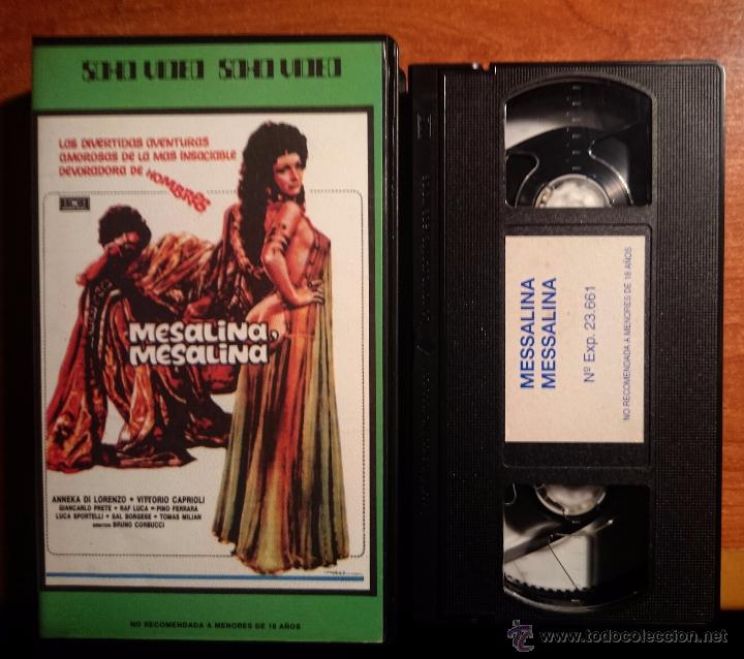 SOHO VIDEO SOHO VIDEO
LAS DIVERTIDAS AVENTURAS
AMOROSAS DE LA MAS INSACIABLE
DEVORADORA DE HOMBRES
MESALINA,
MESALINA
ANNEKA DI LORENZO • VITTORIO CAPRIOLI
GIANCARLO PRETE • RAF LUCA • PINO FERRARA
LUCA SPORTELLI • SAL BORGESE • TOMAS MILIAN
BRUNO CORBUCCI
NO RECOMENDADA A MENORES DE 18 AÑOS
MESSALINA
MESSALINA
Nº Exp. 23.661
NO RECOMENDADA A MENORES DE 18 AÑOS
www.todocoleccion.net